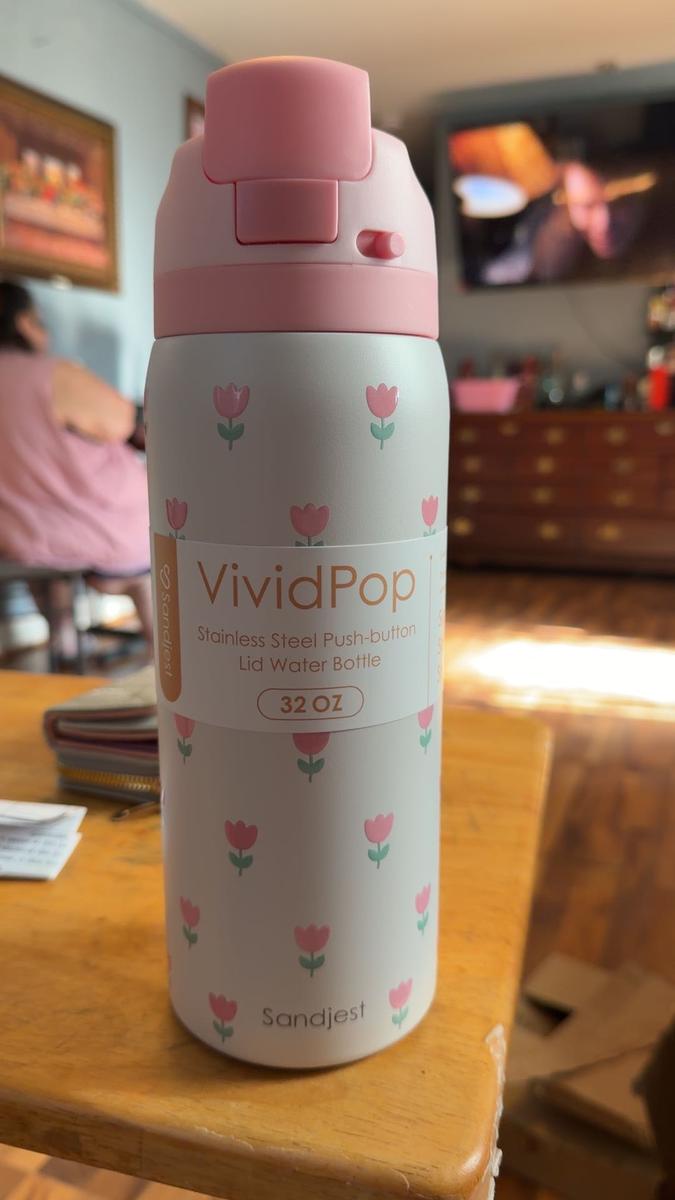 VividPop
Stainless Steel Push-button
Lid Water Bottle
32 OZ
sandjest
Sandjest